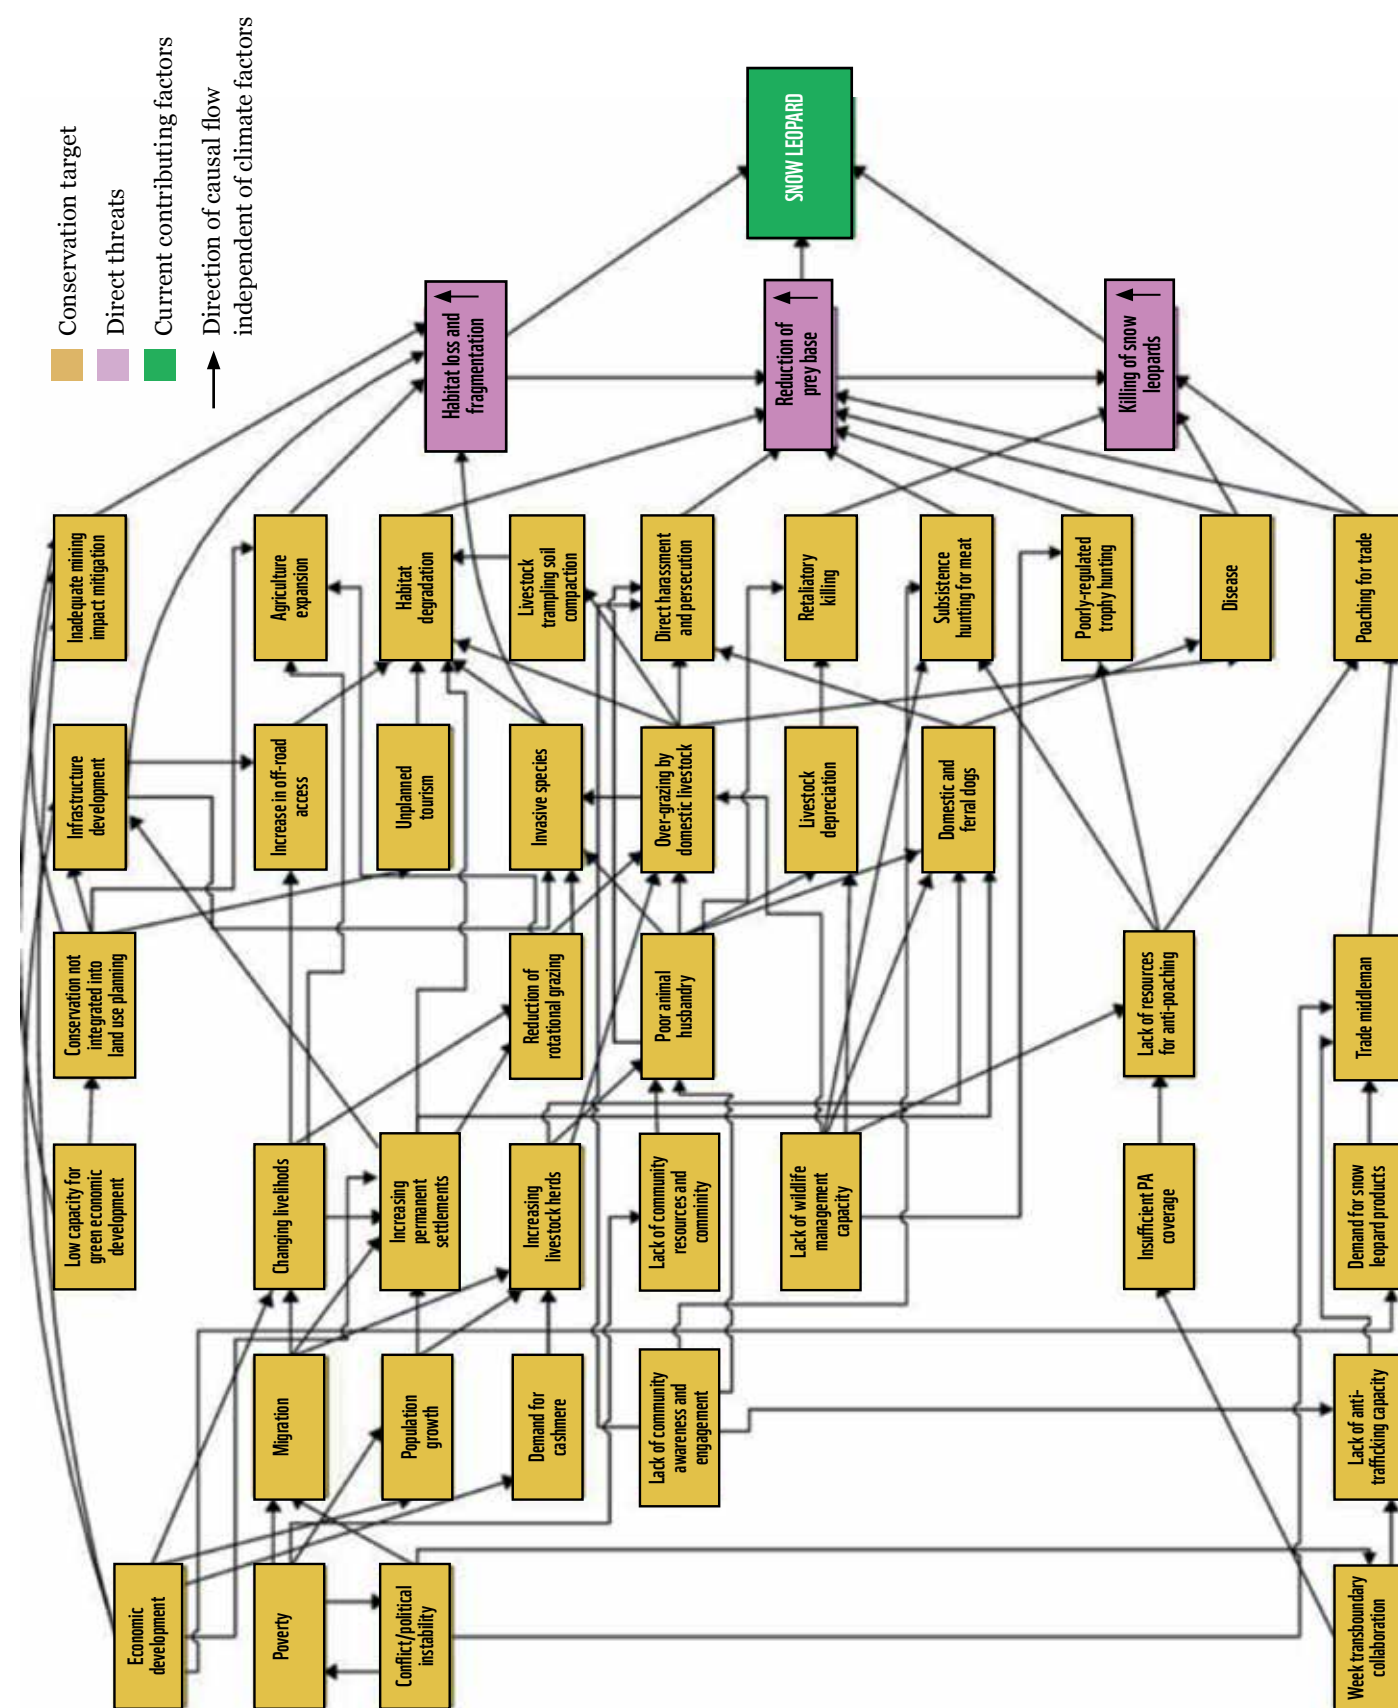 Conservation target
Direct threats
Current contributing factors
Direction of causal flow
independent of climate factors
Economic
development
Poverty
Conflict/political
instability
Week transboundary
collaboration
Migration
Population
growth
Demand for
cashmere
Lack of community
awareness and
engagement
Lack of anti-
trafficking capacity
Low capacity for
green economic
development
Changing livelihods
Increasing
permanent
settlements
Increasing
livestock herds
Lack of community
resources and
comminity
Lack of wildlife
management
capacity
Insufficient PA
coverage
Demand for snow
leopard products
Conservation not
integrated into
land use planning
Reduction of
rotational grazing
Poor animal
husbandry
Lack of resources
for anti-poaching
Trade middleman
Infrastructure
development
Increase in off-road
access
Unplanned
tourism
Invasive species
Over-grazing by
domestic livestock
Livestock
depreciation
Domestic and
ferral dogs
Inadequate mining
impact mitigation
Agriculture
expansion
Habitat
degradation
Livestock
trampling soil
compaction
Direct harassment
and persecution
Retaliatory
killing
Subsistence
hunting for meat
Poorly-regulated
trophy hunting
Disease
Poaching for trade
Habitat loss and
fragmentation
Reduction of
prey base
Killing of snow
leopards
SNOW LEOPARD